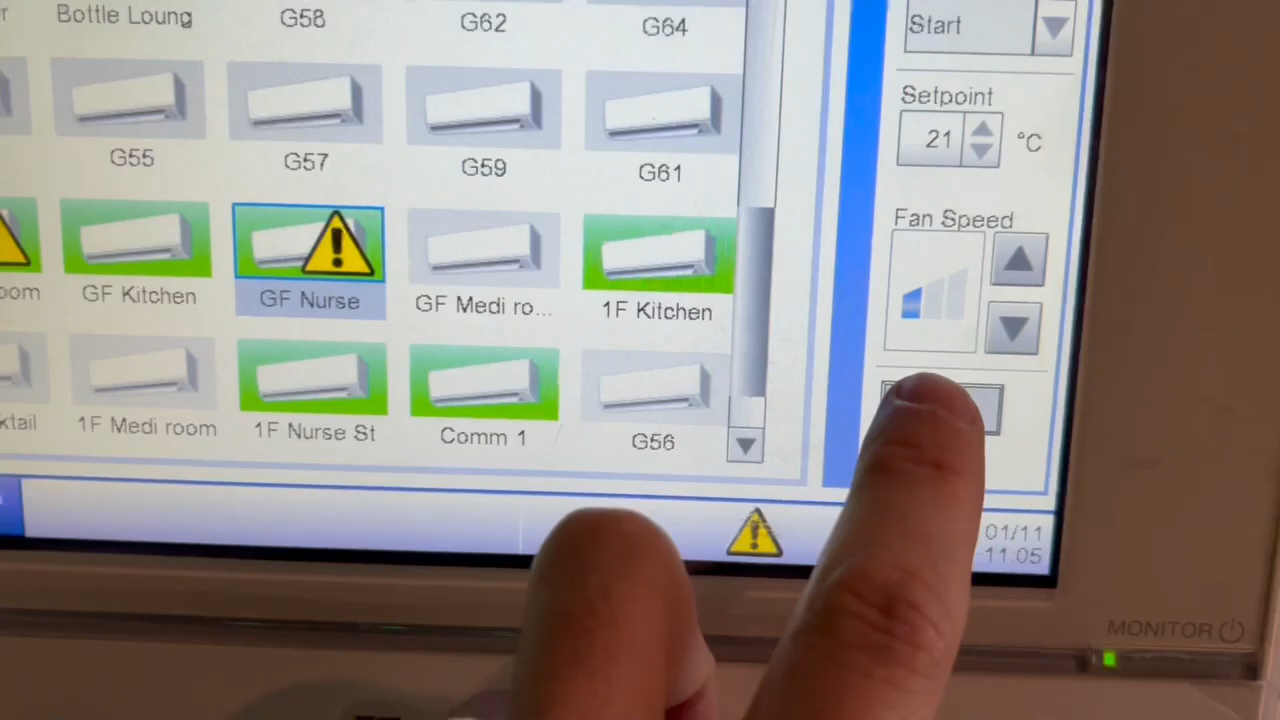 Bottle Loung
G58
G62
G64
Start
Setpoint
21 °C
G55
G57
G59
G61
Fan Speed
GF Kitchen
GF Nurse
GF Medi ro...
1F Kitchen
1F Medi room
1F Nurse St
Comm 1
G56
01/11
11:05
MONITOR